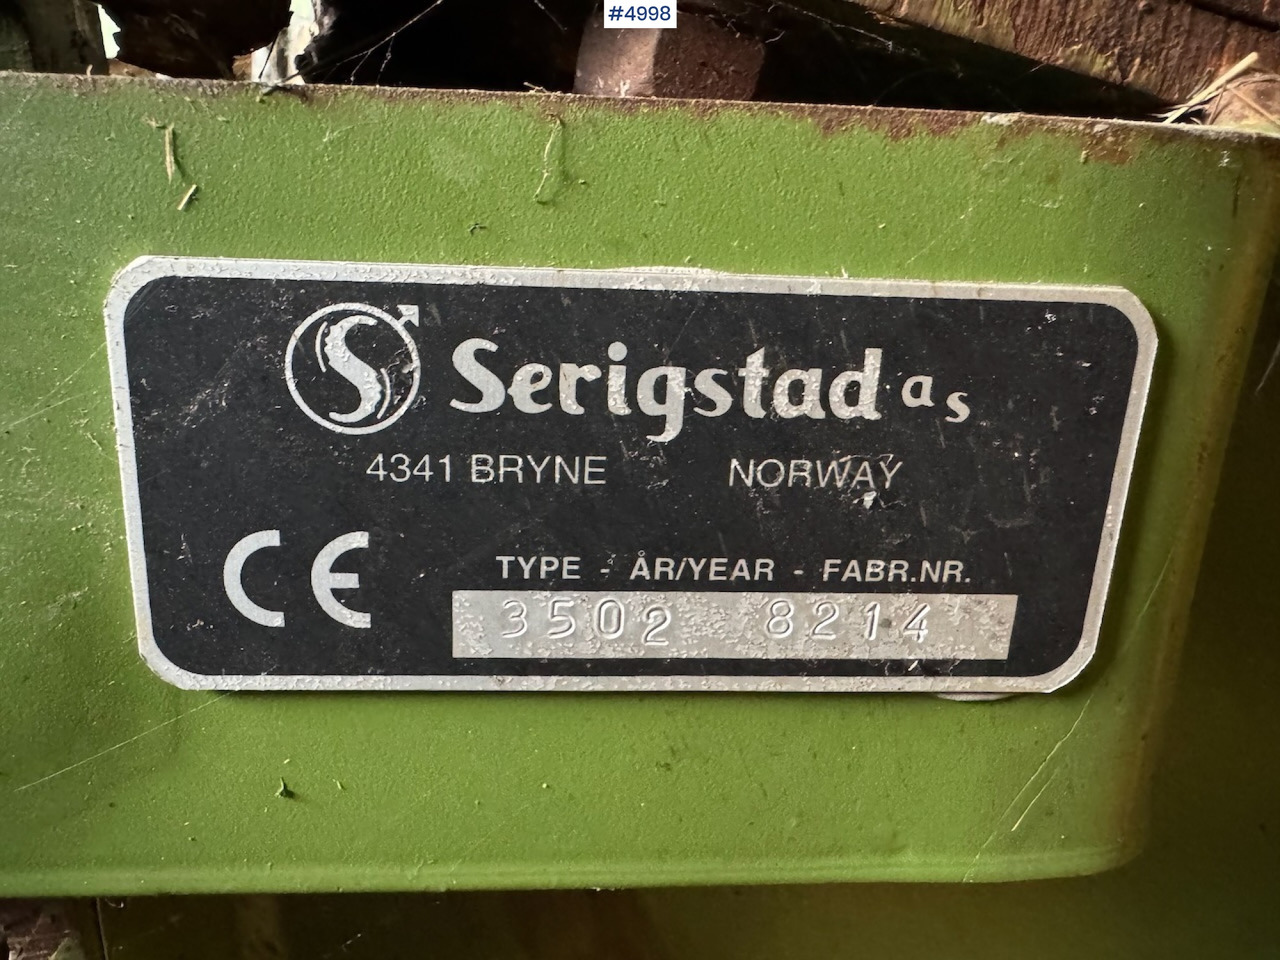 #4998
Serigstad as
4341 BRYNE NORWAY
CE
TYPE - ÅR/YEAR - FABR.NR.
3502 8214